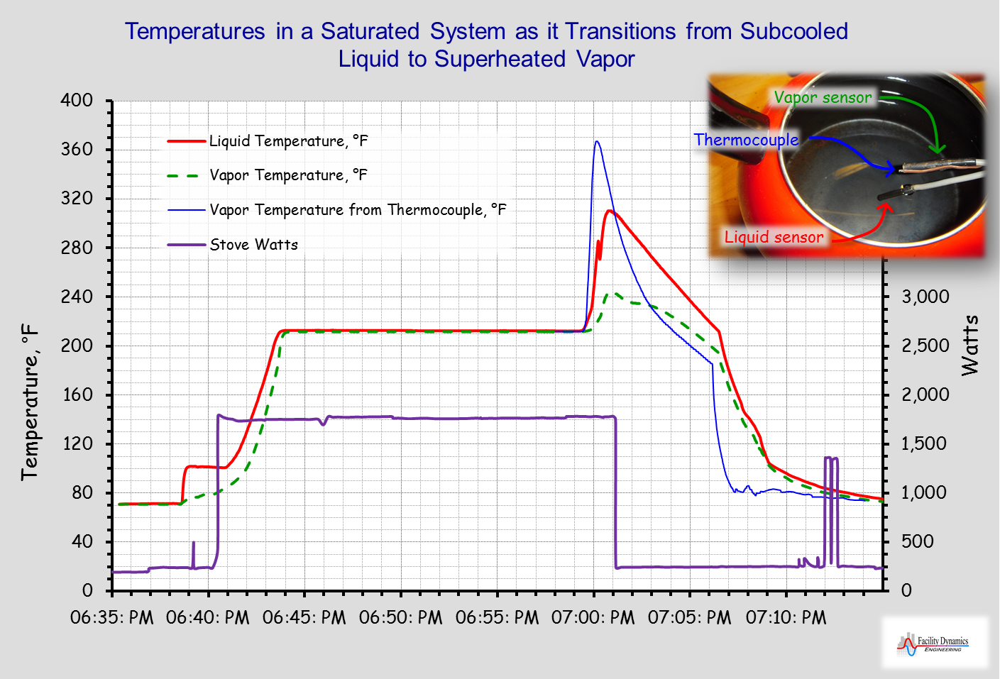 Temperatures in a Saturated System as it Transitions from Subcooled
Liquid to Superheated Vapor
Vapor sensor
Thermocouple
Liquid sensor
Liquid Temperature, °F
Vapor Temperature, °F
Vapor Temperature from Thermocouple, °F
Stove Watts
Temperature, °F
400
360
320
280
240
200
160
120
80
40
0
3,000
2,500
2,000
1,500
1,000
500
0
Watts
06:35: PM 06:40: PM 06:45: PM 06:50: PM 06:55: PM 07:00: PM 07:05: PM 07:10: PM
Facility Dynamics
ENGINEERING